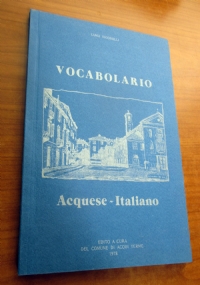 VOCABOLARIO
Acquese - Italiano
EDITO A CURA
DEL COMUNE DI ACQUI TERME